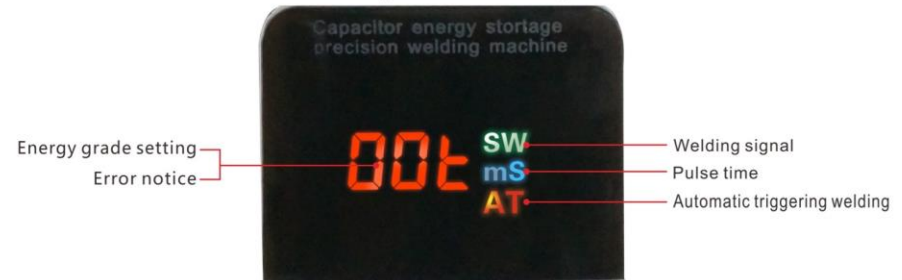 Capacitor energy stortage
precision welding machine
Energy grade setting
Error notice
00t
SW
mS
AT
Welding signal
Pulse time
Automatic triggering welding